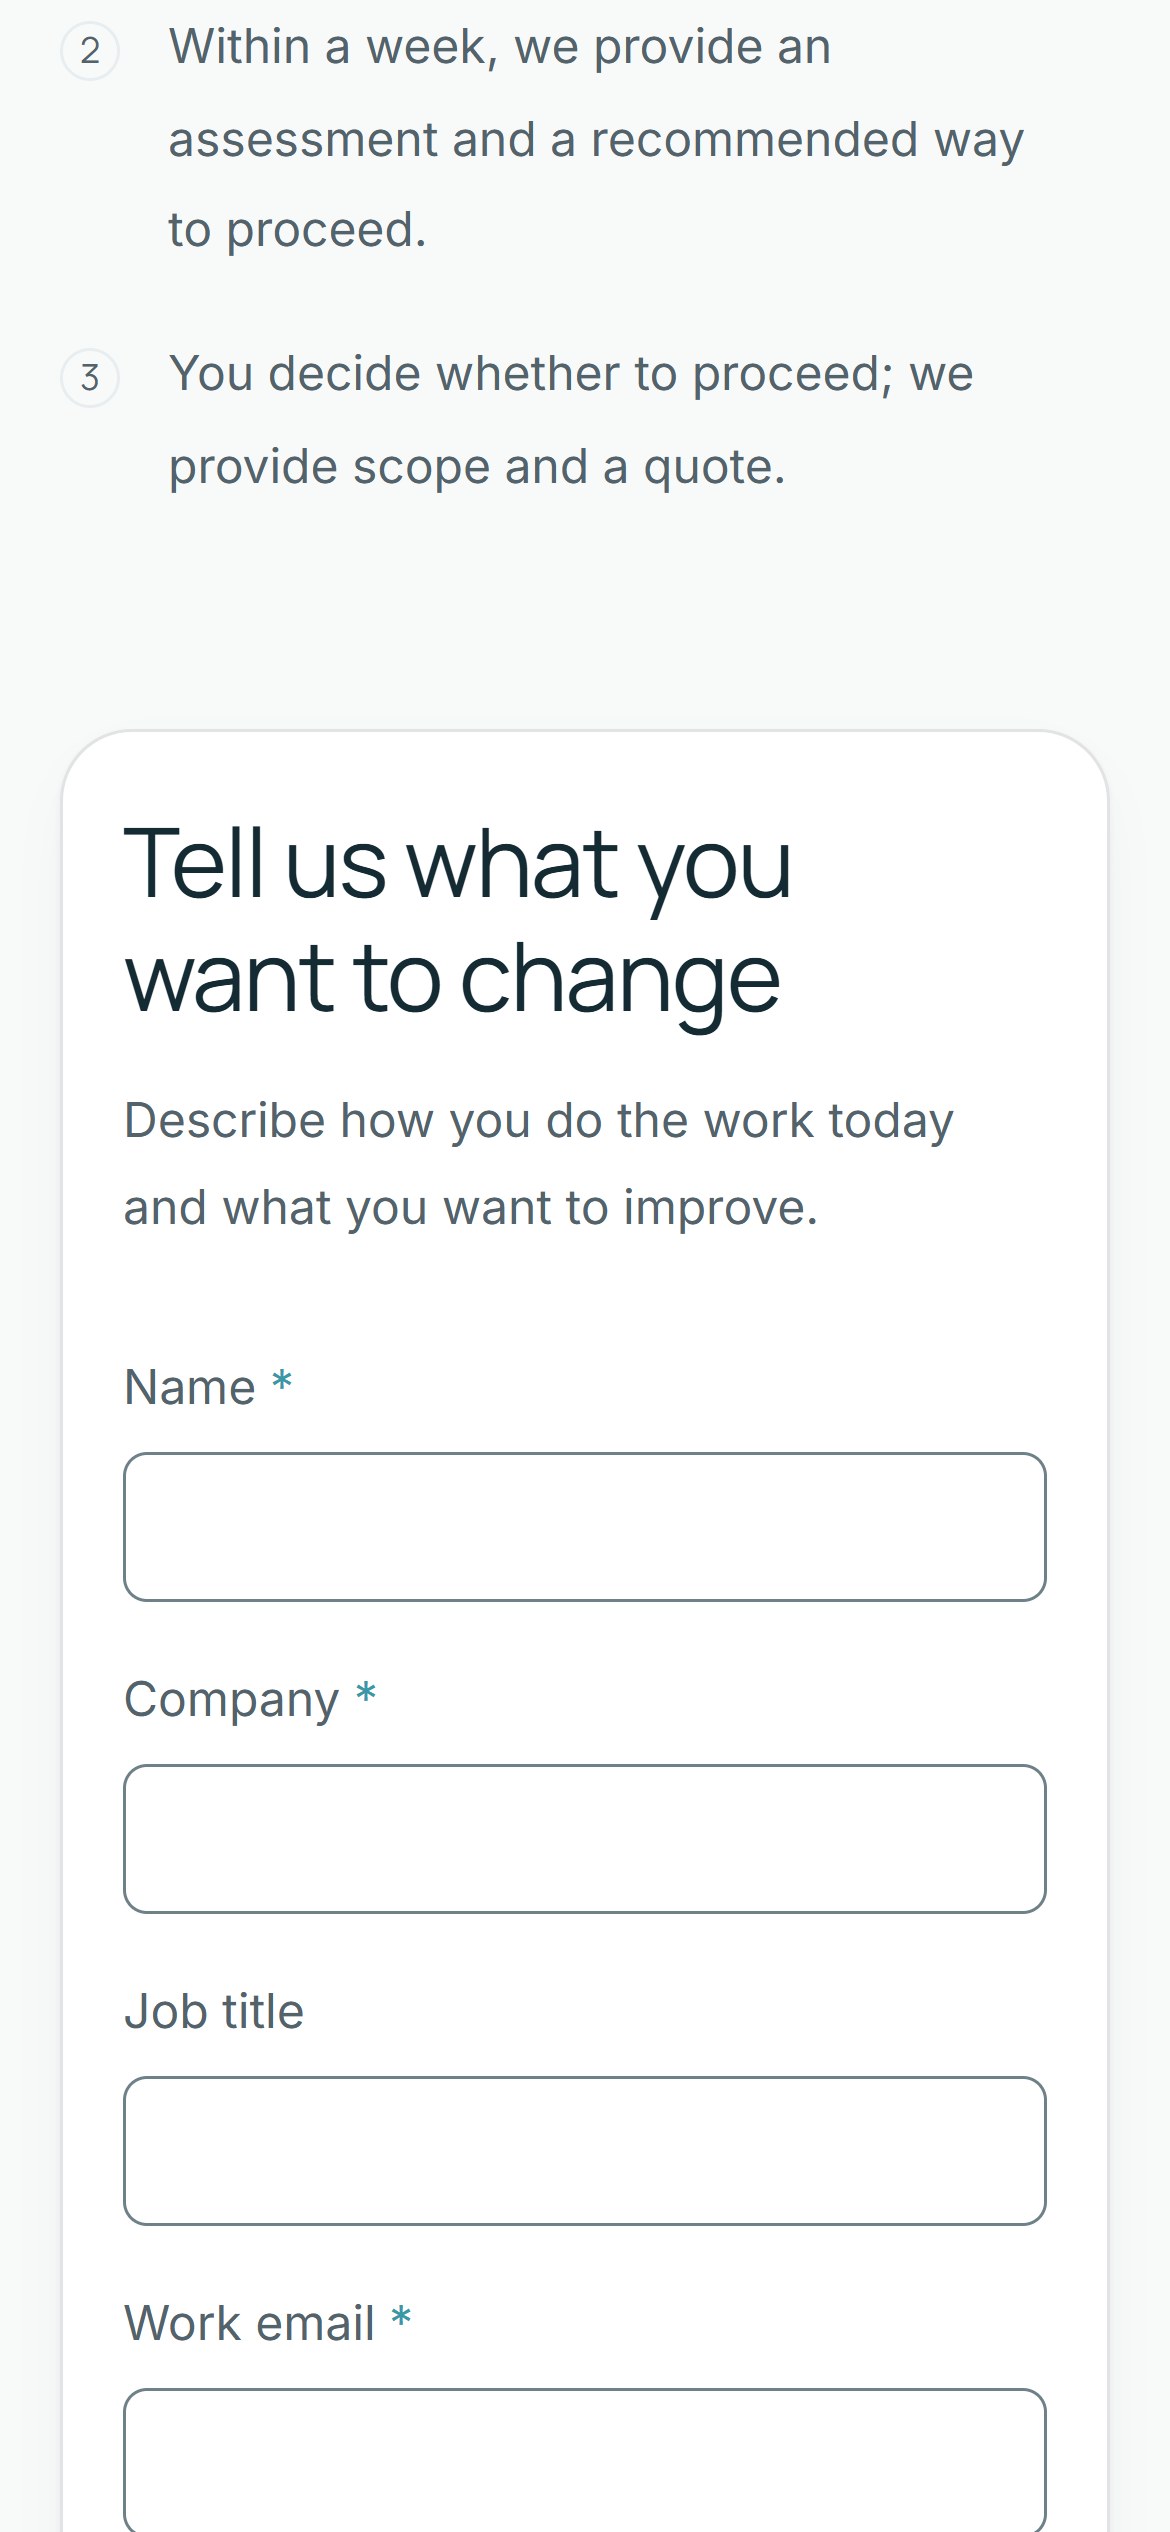 2
Within a week, we provide an
assessment and a recommended way
to proceed.
3
You decide whether to proceed; we
provide scope and a quote.
Tell us what you
want to change
Describe how you do the work today
and what you want to improve.
Name *
Company *
Job title
Work email *